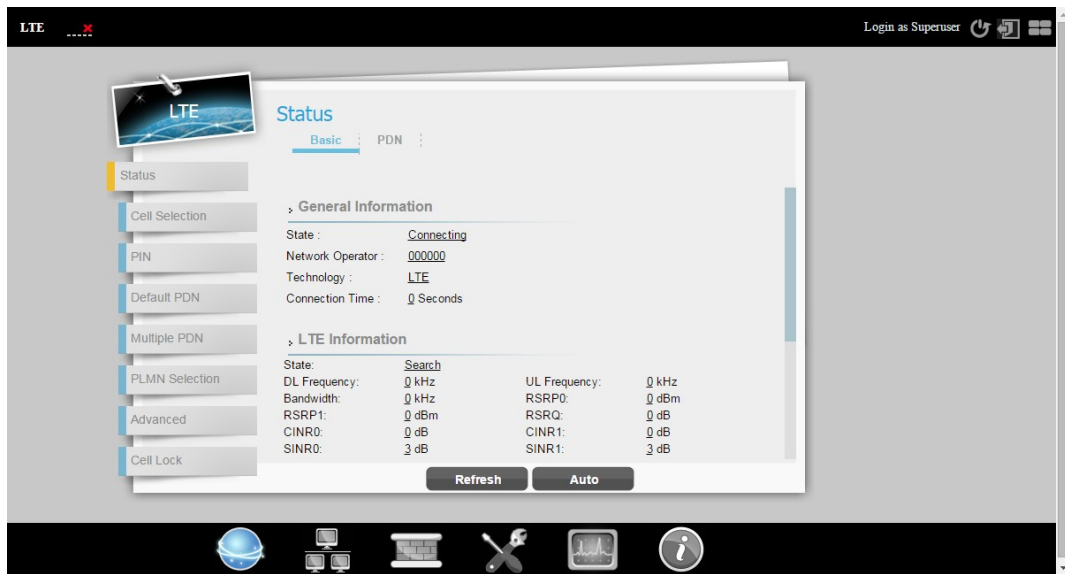 LTE
Login as Superuser
LTE
Status
Basic PDN
Status
Cell Selection
PIN
Default PDN
Multiple PDN
PLMN Selection
Advanced
Cell Lock
General Information
State : Connecting
Network Operator : 000000
Technology : LTE
Connection Time : 0 Seconds
LTE Information
State: Search
DL Frequency: 0 kHz UL Frequency: 0 kHz
Bandwidth: 0 kHz RSRP0: 0 dBm
RSRP1: 0 dBm RSRQ: 0 dB
CINR0: 0 dB CINR1: 0 dB
SINR0: 3 dB SINR1: 3 dB
Refresh Auto